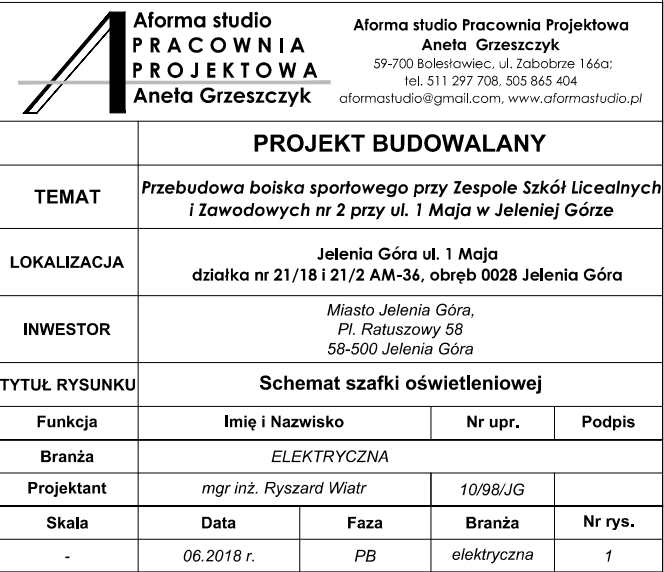 Aforma studio
PRACOWNIA
PROJEKTOWA
Aneta Grzeszczyk
Aforma studio Pracownia Projektowa
Aneta Grzeszczyk
59-700 Bolesławiec, ul. Zabobrze 166a;
tel. 511 297 708, 505 865 404
aformastudio@gmail.com, www.aformastudio.pl
PROJEKT BUDOWALANY
TEMAT
Przebudowa boiska sportowego przy Zespole Szkół Licealnych
i Zawodowych nr 2 przy ul. 1 Maja w Jeleniej Górze
LOKALIZACJA
Jelenia Góra ul. 1 Maja
działka nr 21/18 i 21/2 AM-36, obręb 0028 Jelenia Góra
INWESTOR
Miasto Jelenia Góra,
Pl. Ratuszowy 58
58-500 Jelenia Góra
TYTUŁ RYSUNKU
Schemat szafki oświetleniowej
Funkcja Imię i Nazwisko Nr upr. Podpis
Branża ELEKTRYCZNA
Projektant mgr inż. Ryszard Wiatr 10/98/JG
Skala Data Faza Branża Nr rys.
- 06.2018 r. PB elektryczna 1